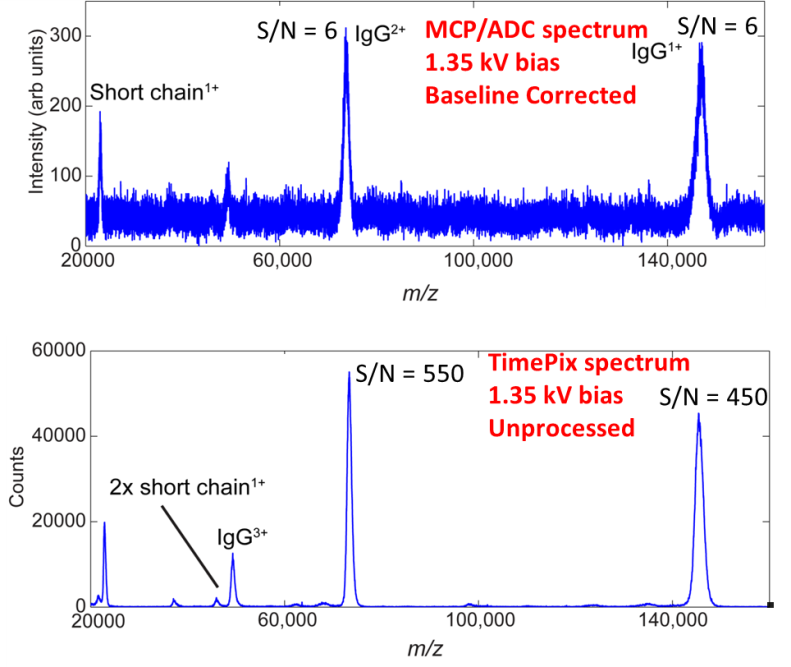 S/N = 6
IgG2+
MCP/ADC spectrum
S/N = 6
1.35 kV bias
IgG1+
Baseline Corrected
Short chain1+
Intensity (arb units)
300
200
100
0
20000
60,000
100,000
140,000
m/z
60000
TimePix spectrum
S/N = 550
1.35 kV bias
S/N = 450
Unprocessed
40000
2x short chain1+
IgG3+
Counts
20000
0
20000
60,000
100,000
140,000
m/z